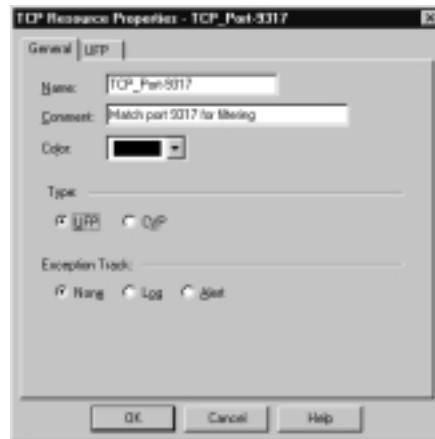 TCP Resource Properties - TCP_Port-9317
General UFP
Name: TCP_Port-9317
Comment: Match port 9317 for filtering
Color:
Type:
UFP CVP
Exception Track:
None Log Alert
OK Cancel Help